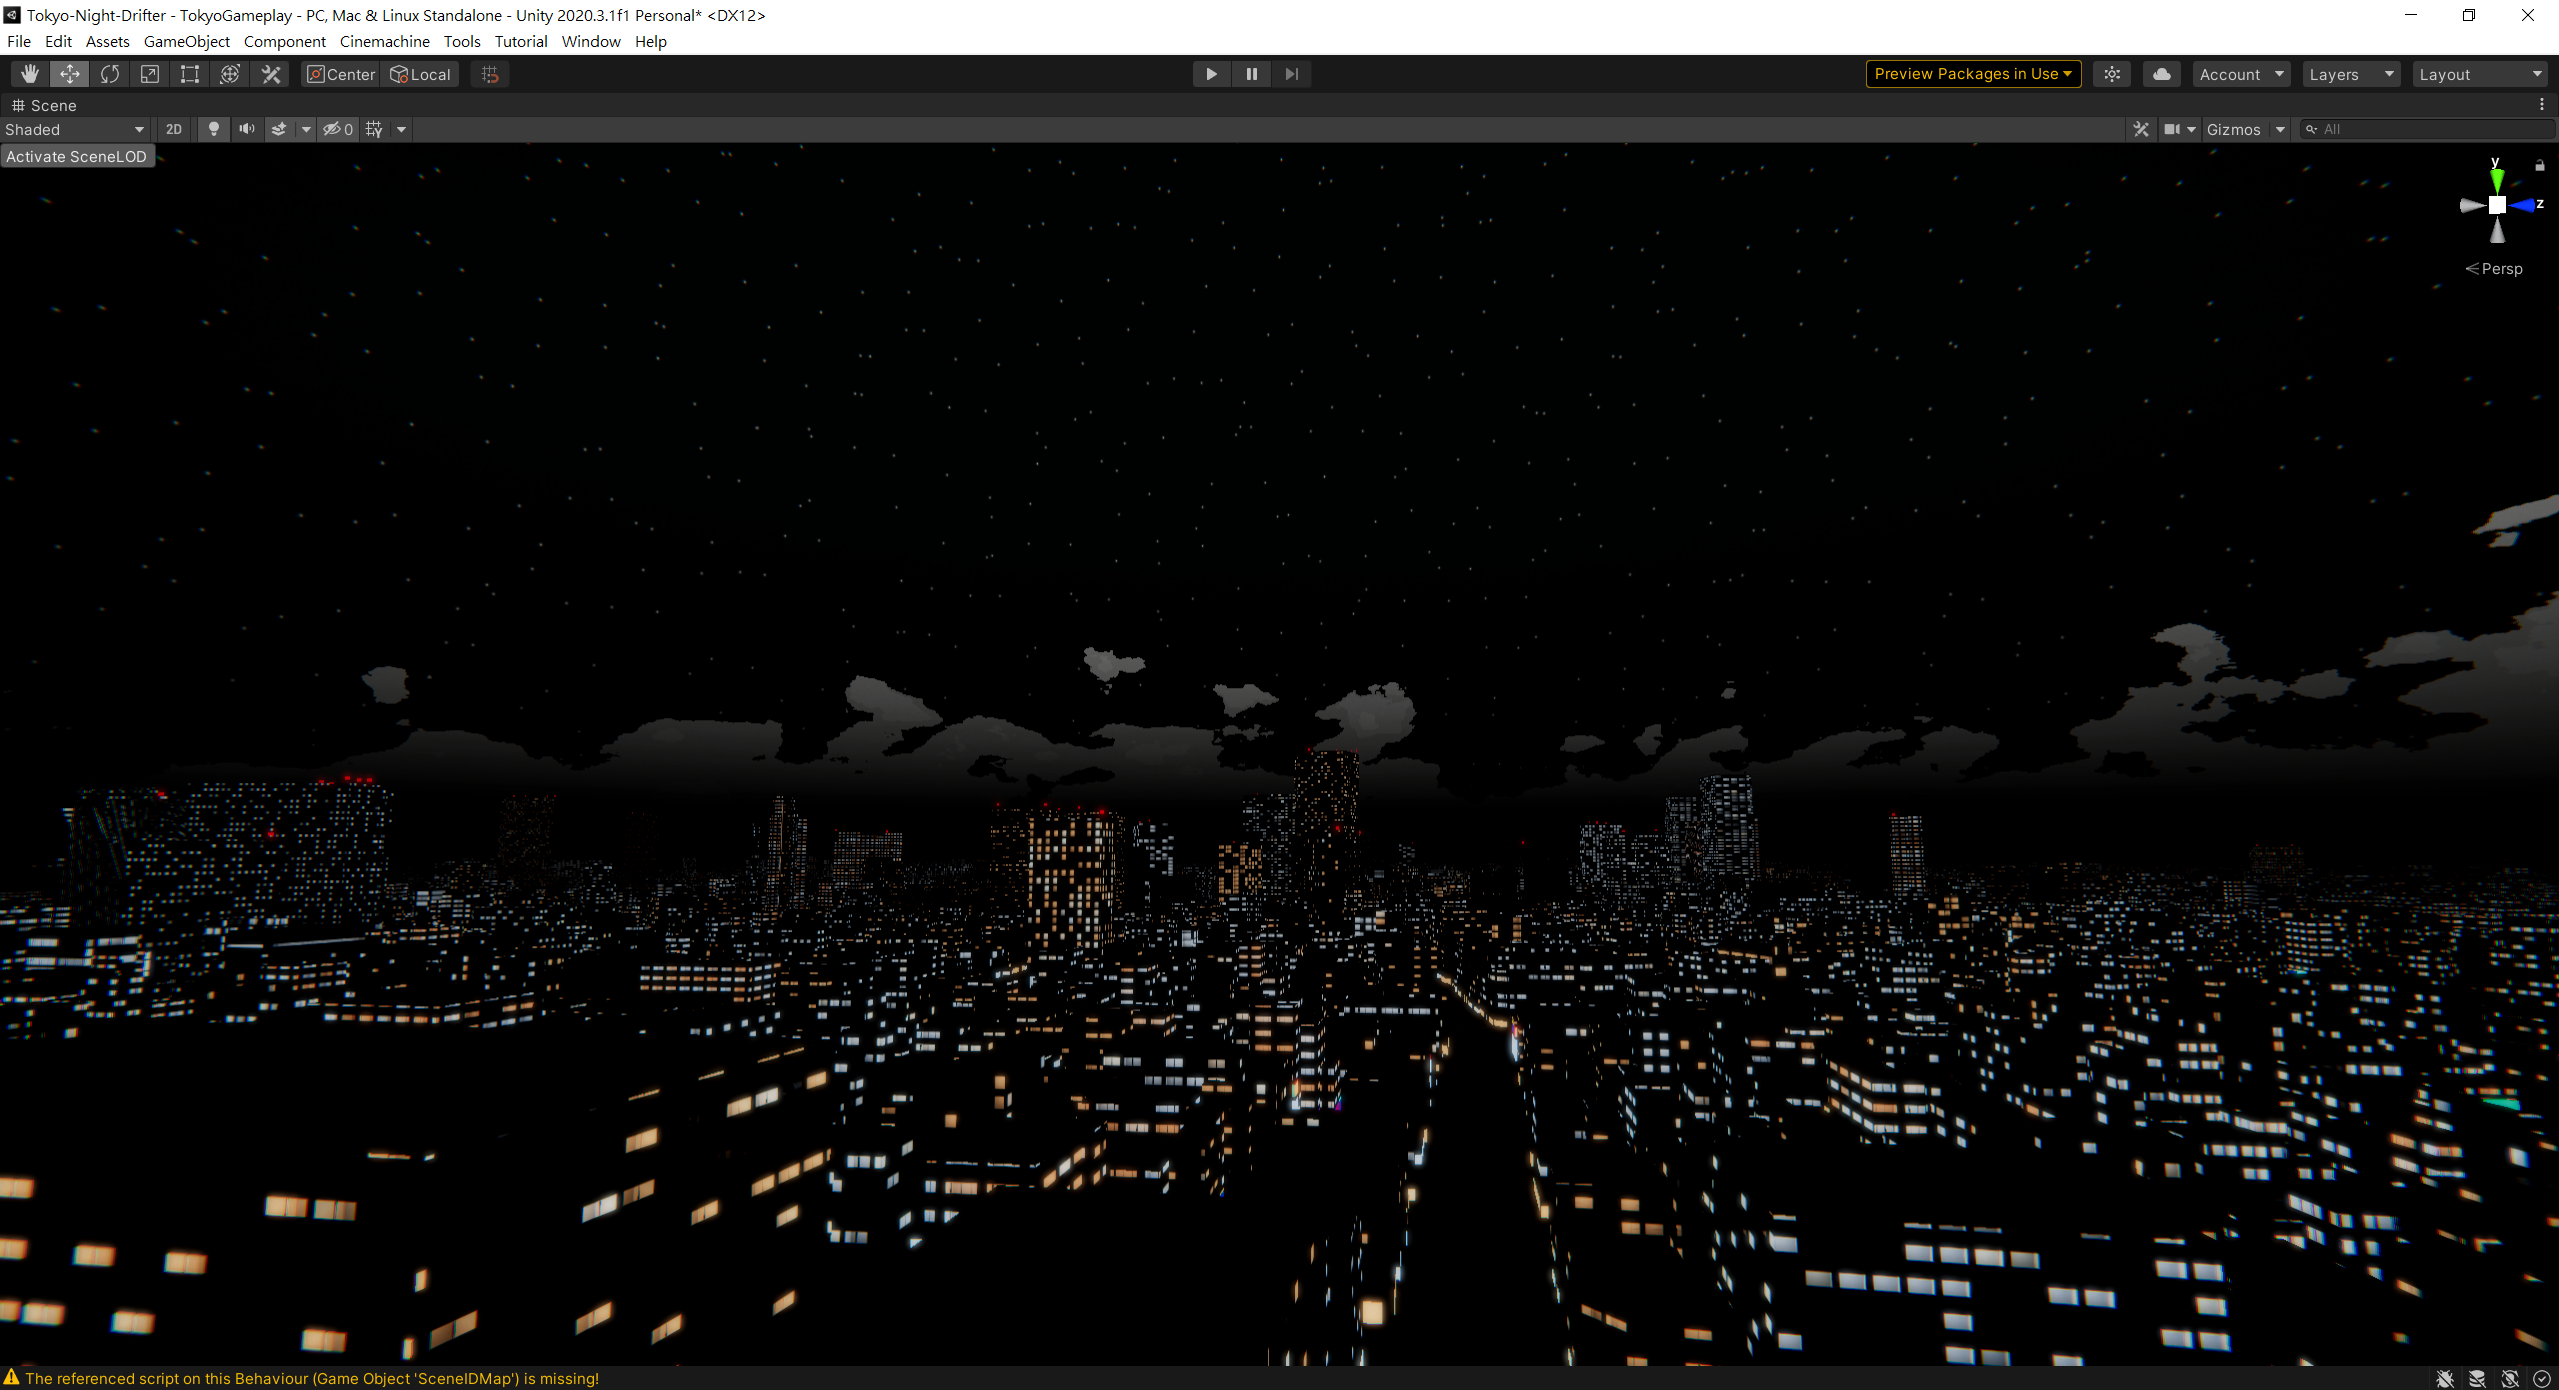 Tokyo-Night-Drifter - TokyoGameplay - PC, Mac & Linux Standalone - Unity 2020.3.1f1 Personal* <DX12>
File Edit Assets GameObject Component Cinemachine Tools Tutorial Window Help
Center Local Preview Packages in Use Account Layers Layout
Scene
Shaded 2D 0 Gizmos All
Activate SceneLOD
y
z
Persp
The referenced script on this Behaviour (Game Object 'SceneIDMap') is missing!